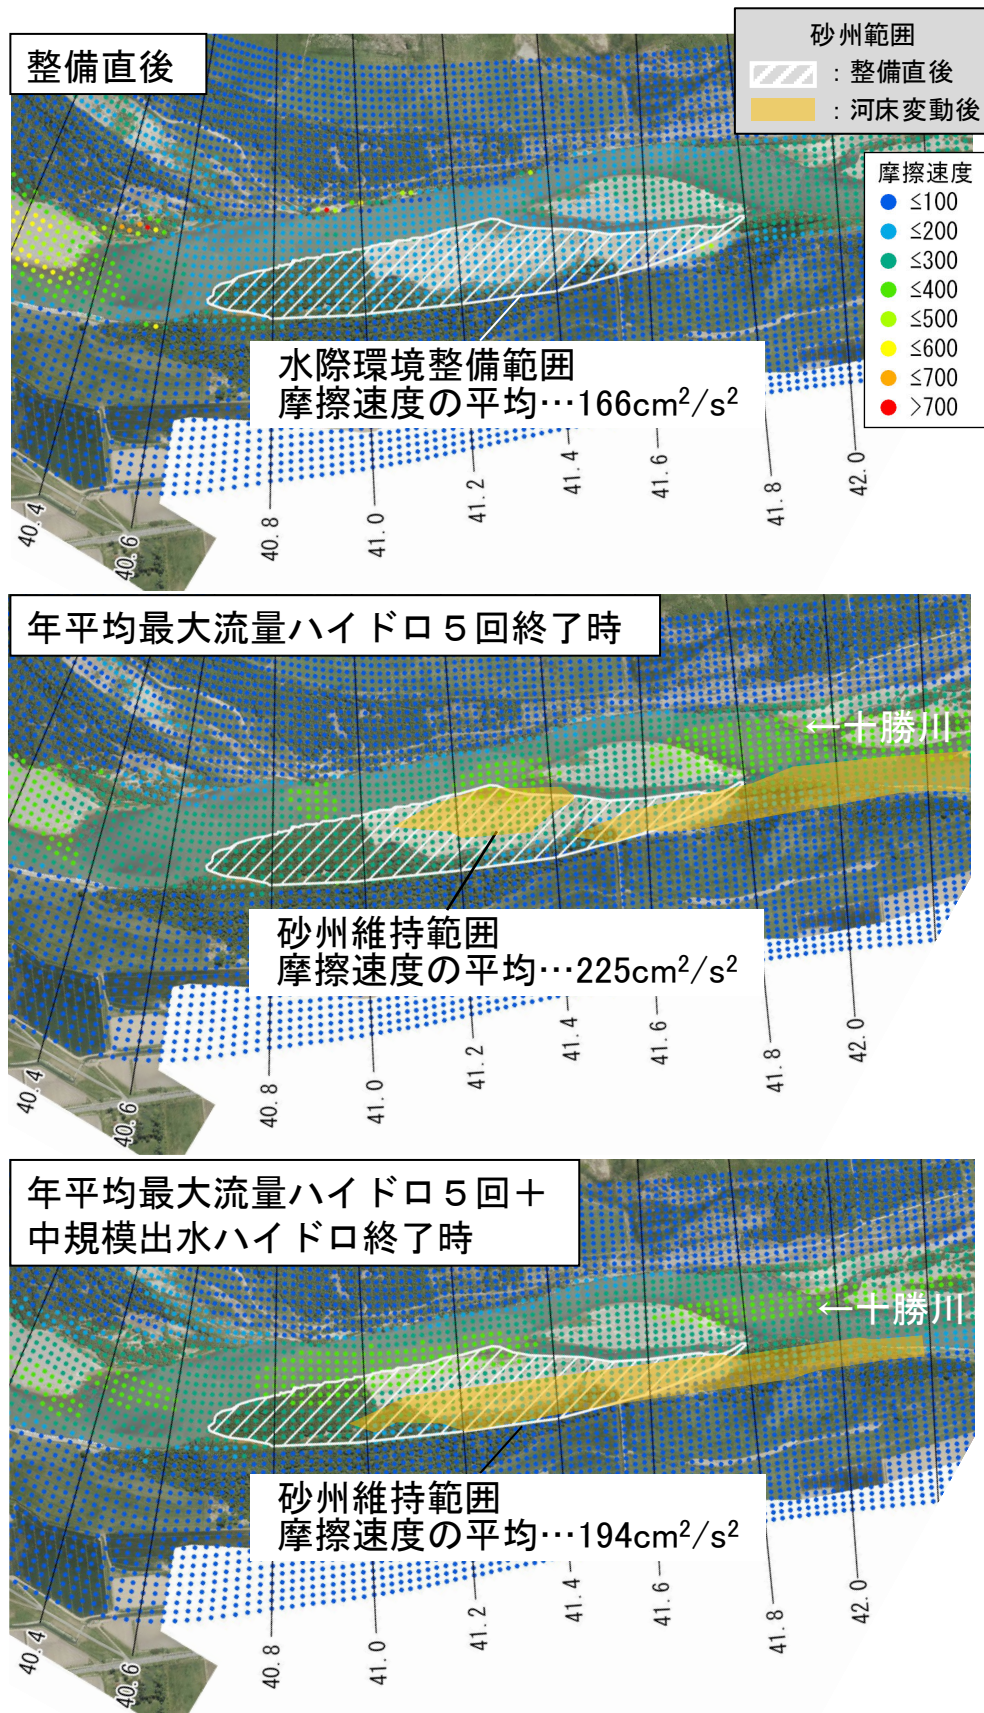 整備直後
砂州範囲
：整備直後
：河床変動後
摩擦速度
≤100
≤200
≤300
≤400
≤500
≤600
≤700
>700
水際環境整備範囲
摩擦速度の平均…166cm²/s²
40.4
40.6
40.8
41.0
41.2
41.4
41.6
41.8
42.0
年平均最大流量ハイドロ５回終了時
←十勝川
砂州維持範囲
摩擦速度の平均…225cm²/s²
40.4
40.6
40.8
41.0
41.2
41.4
41.6
41.8
42.0
年平均最大流量ハイドロ５回＋
中規模出水ハイドロ終了時
←十勝川
砂州維持範囲
摩擦速度の平均…194cm²/s²
40.4
40.6
40.8
41.0
41.2
41.4
41.6
41.8
42.0